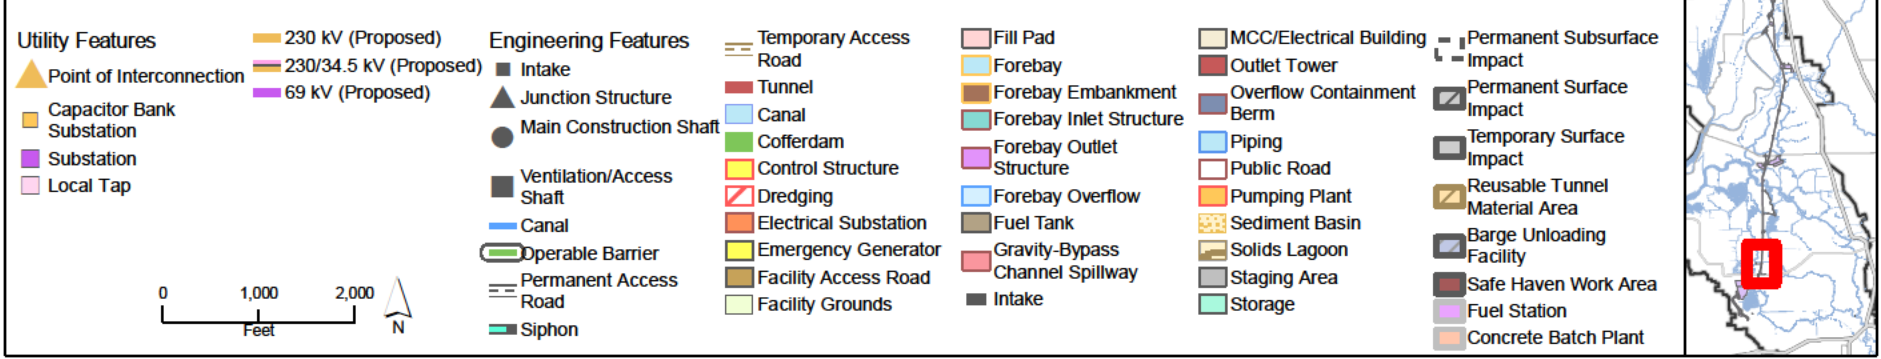 Utility Features
Point of Interconnection
Capacitor Bank
Substation
Substation
Local Tap
230 kV (Proposed)
230/34.5 kV (Proposed)
69 kV (Proposed)
0 1,000 2,000
Feet
N
Engineering Features
Intake
Junction Structure
Main Construction Shaft
Ventilation/Access
Shaft
Canal
Operable Barrier
Permanent Access
Road
Siphon
Temporary Access
Road
Tunnel
Canal
Cofferdam
Control Structure
Dredging
Electrical Substation
Emergency Generator
Facility Access Road
Facility Grounds
Fill Pad
Forebay
Forebay Embankment
Forebay Inlet Structure
Forebay Outlet
Structure
Forebay Overflow
Fuel Tank
Gravity-Bypass
Channel Spillway
Intake
MCC/Electrical Building
Outlet Tower
Overflow Containment
Berm
Piping
Public Road
Pumping Plant
Sediment Basin
Solids Lagoon
Staging Area
Storage
Permanent Subsurface
Impact
Permanent Surface
Impact
Temporary Surface
Impact
Reusable Tunnel
Material Area
Barge Unloading
Facility
Safe Haven Work Area
Fuel Station
Concrete Batch Plant